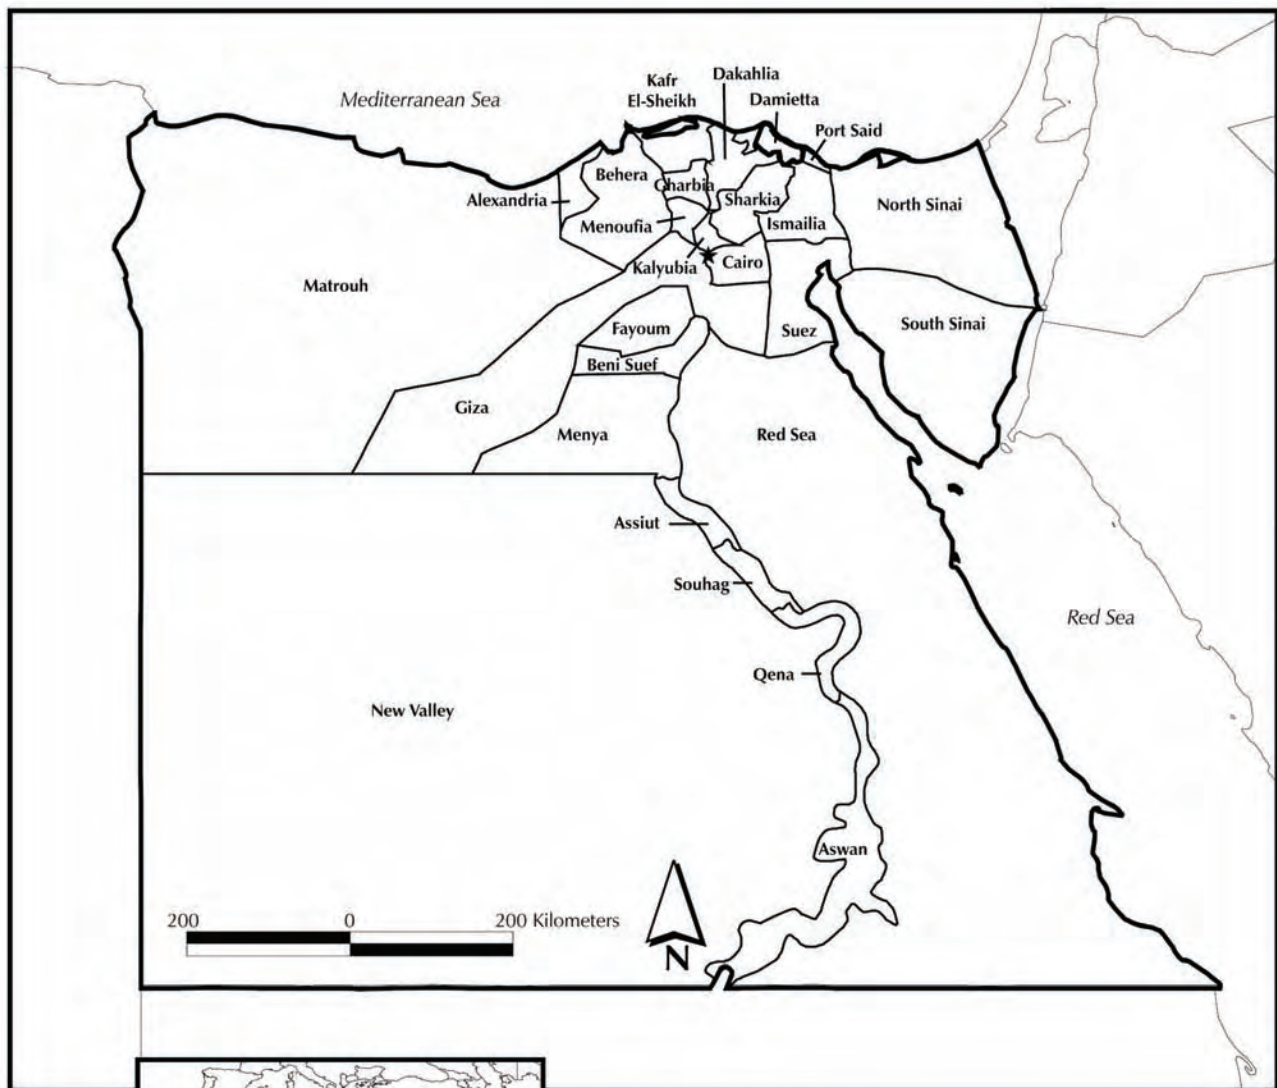 Mediterranean Sea
Kafr
El-Sheikh
Dakahlia
Damietta
Port Said
Alexandria
Behera
Gharbia
Sharkia
North Sinai
Menoufia
Ismailia
Kalyubia
Cairo
Matrouh
Fayoum
Suez
South Sinai
Beni Suef
Giza
Menya
Red Sea
Assiut
Souhag
Red Sea
Qena
New Valley
Aswan
200 0 200 Kilometers
N